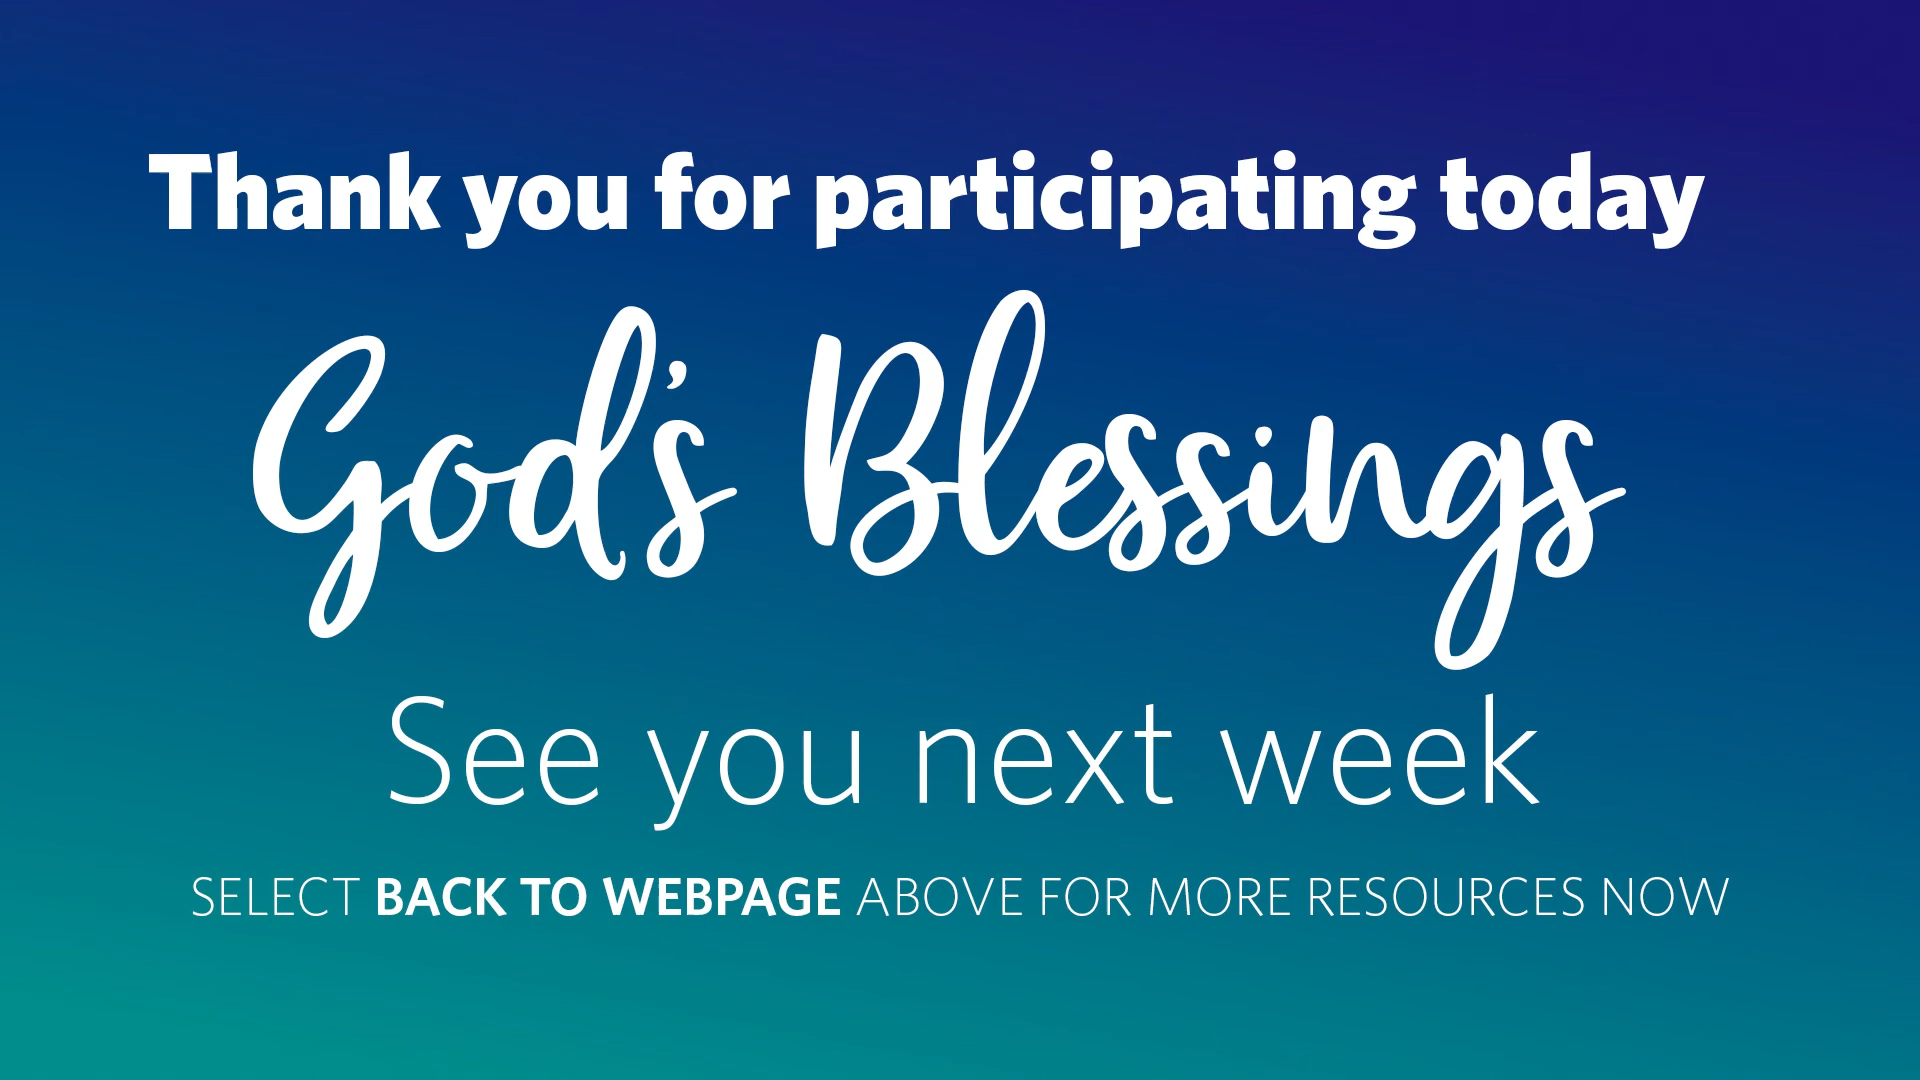 Thank you for participating today
God's Blessings
See you next week
SELECT BACK TO WEBPAGE ABOVE FOR MORE RESOURCES NOW